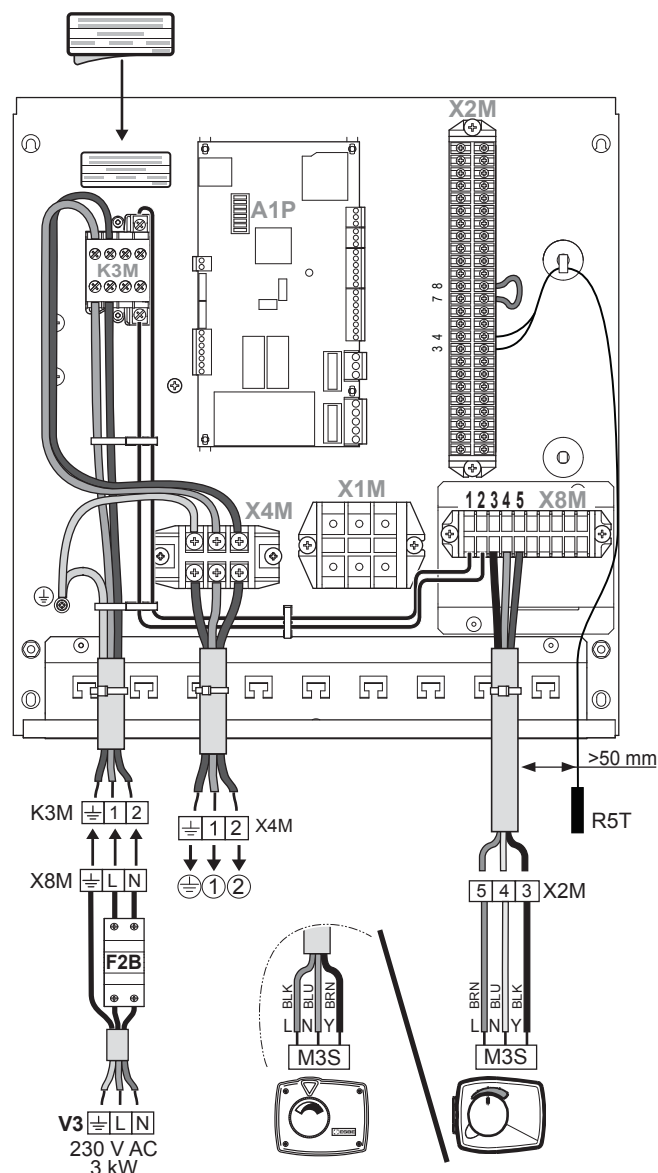 X2M
A1P
K3M
8
7
4
3
X4M
X1M
1 2 3 4 5 X8M
>50 mm
R5T
K3M 1 2
1 2 X4M
X8M L N
1 2
F2B
5 4 3 X2M
BLK BLU BRN
L N Y
M3S
BRN BLU BLK
L N Y
M3S
V3 L N
230 V AC
3 kW